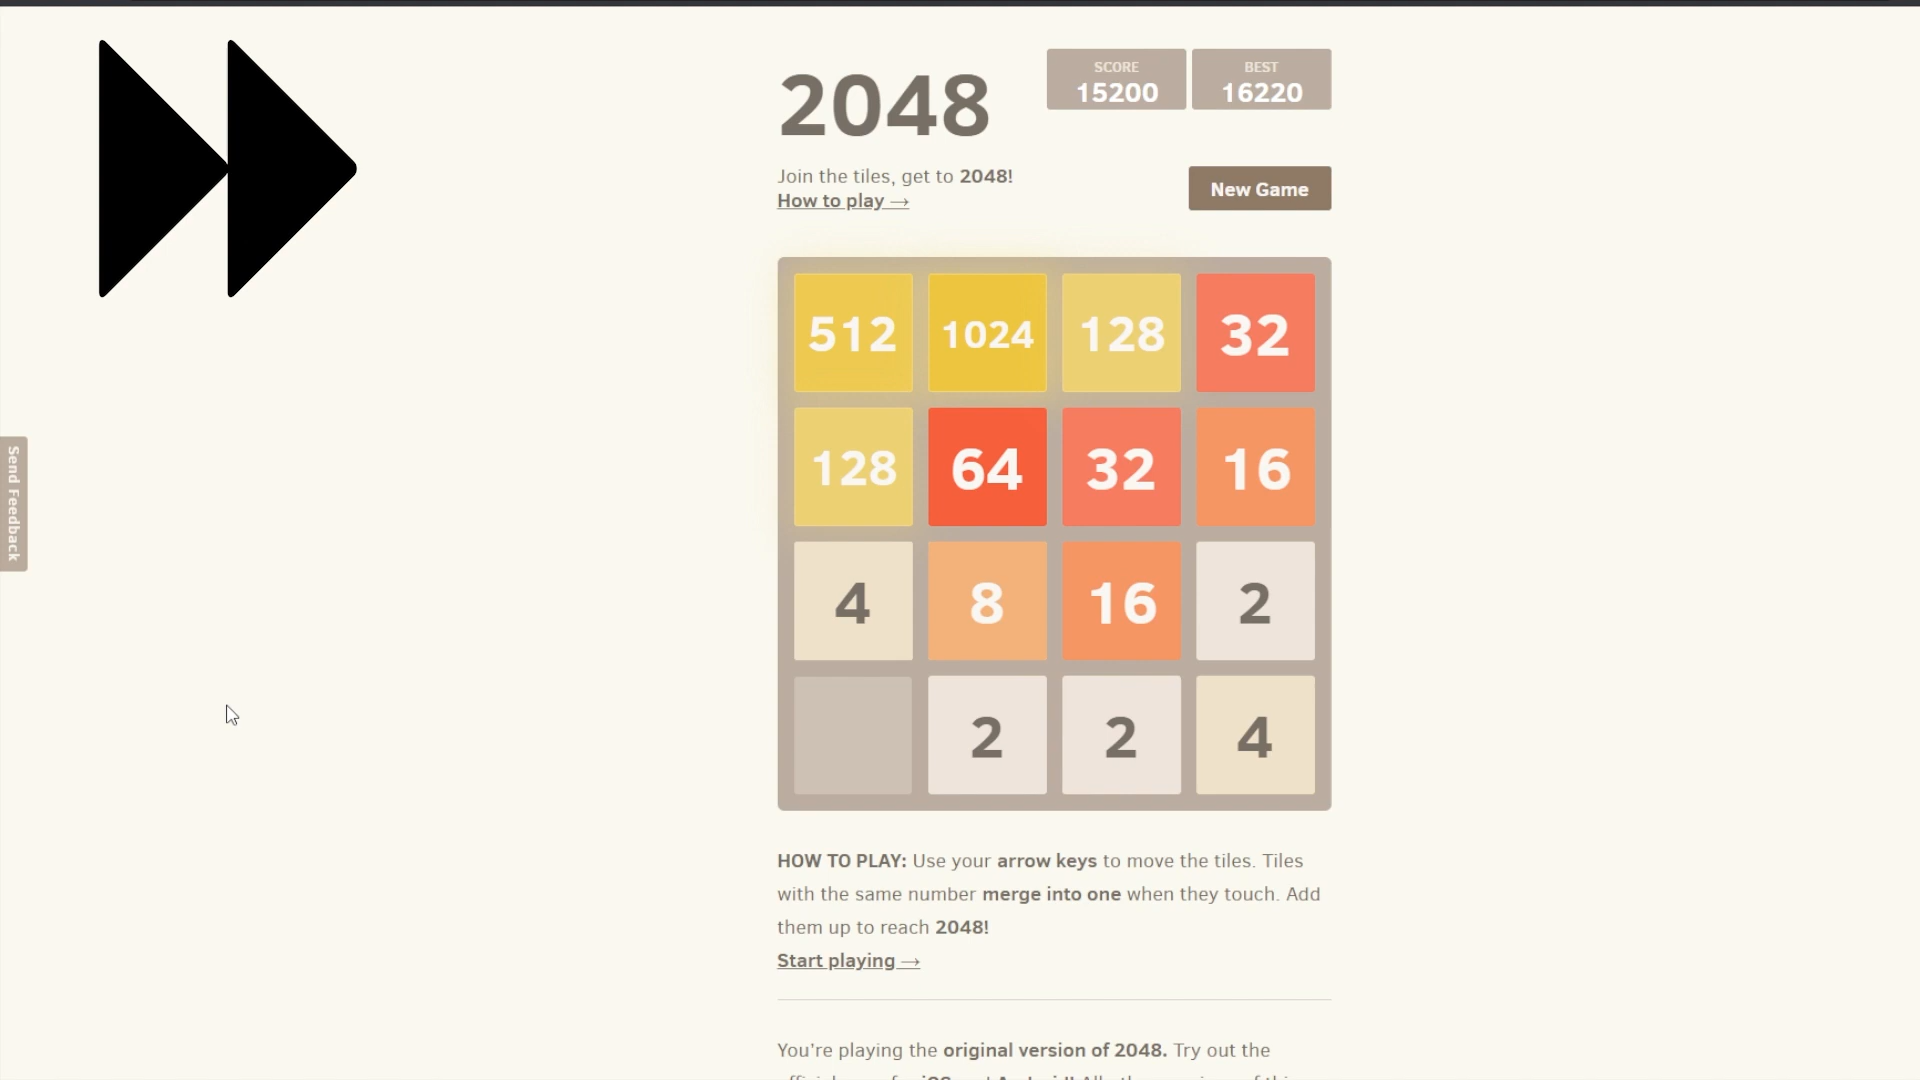 2048
SCORE
15200
BEST
16220
Join the tiles, get to 2048!
How to play →
New Game
512 1024 128 32
128 64 32 16
4 8 16 2
2 2 4
Send Feedback
HOW TO PLAY: Use your arrow keys to move the tiles. Tiles
with the same number merge into one when they touch. Add
them up to reach 2048!
Start playing →
You’re playing the original version of 2048. Try out the